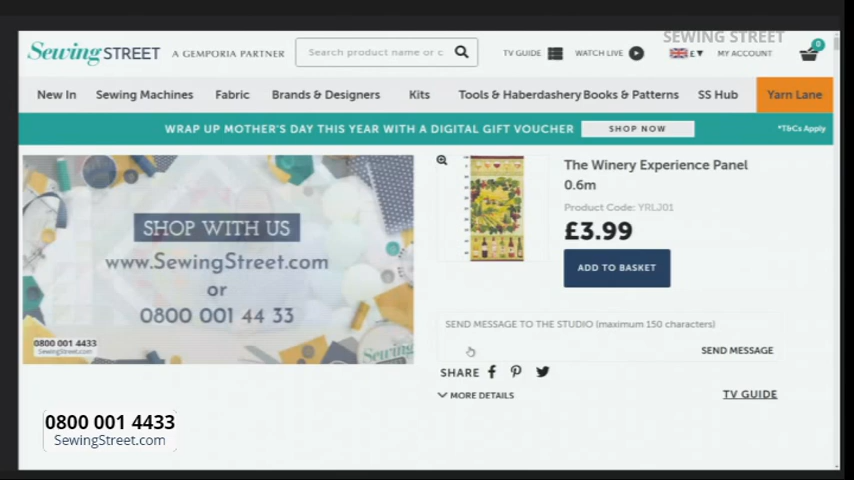 SEWING STREET
Sewing STREET A GEMPORIA PARTNER
Search product name or c
TV GUIDE WATCH LIVE £▼ MY ACCOUNT 0
New In Sewing Machines Fabric Brands & Designers Kits Tools & Haberdashery Books & Patterns SS Hub Yarn Lane
WRAP UP MOTHER'S DAY THIS YEAR WITH A DIGITAL GIFT VOUCHER SHOP NOW *T&Cs Apply
SHOP WITH US
www.SewingStreet.com
or
0800 001 44 33
0800 001 4433
SewingStreet.com
Sewing
The Winery Experience Panel
0.6m
Product Code: YRLJ01
£3.99
ADD TO BASKET
SEND MESSAGE TO THE STUDIO (maximum 150 characters)
SEND MESSAGE
SHARE
MORE DETAILS
TV GUIDE
0800 001 4433
SewingStreet.com